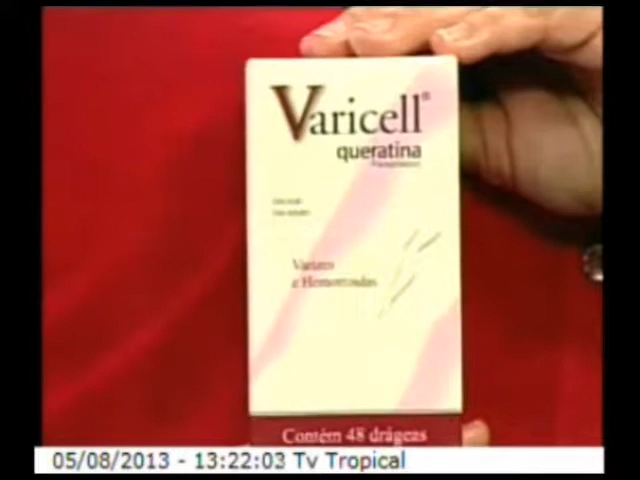 Varicell®
queratina
Varizes
e Hemorroidas
Contém 48 drágeas
05/08/2013 - 13:22:03 Tv Tropical